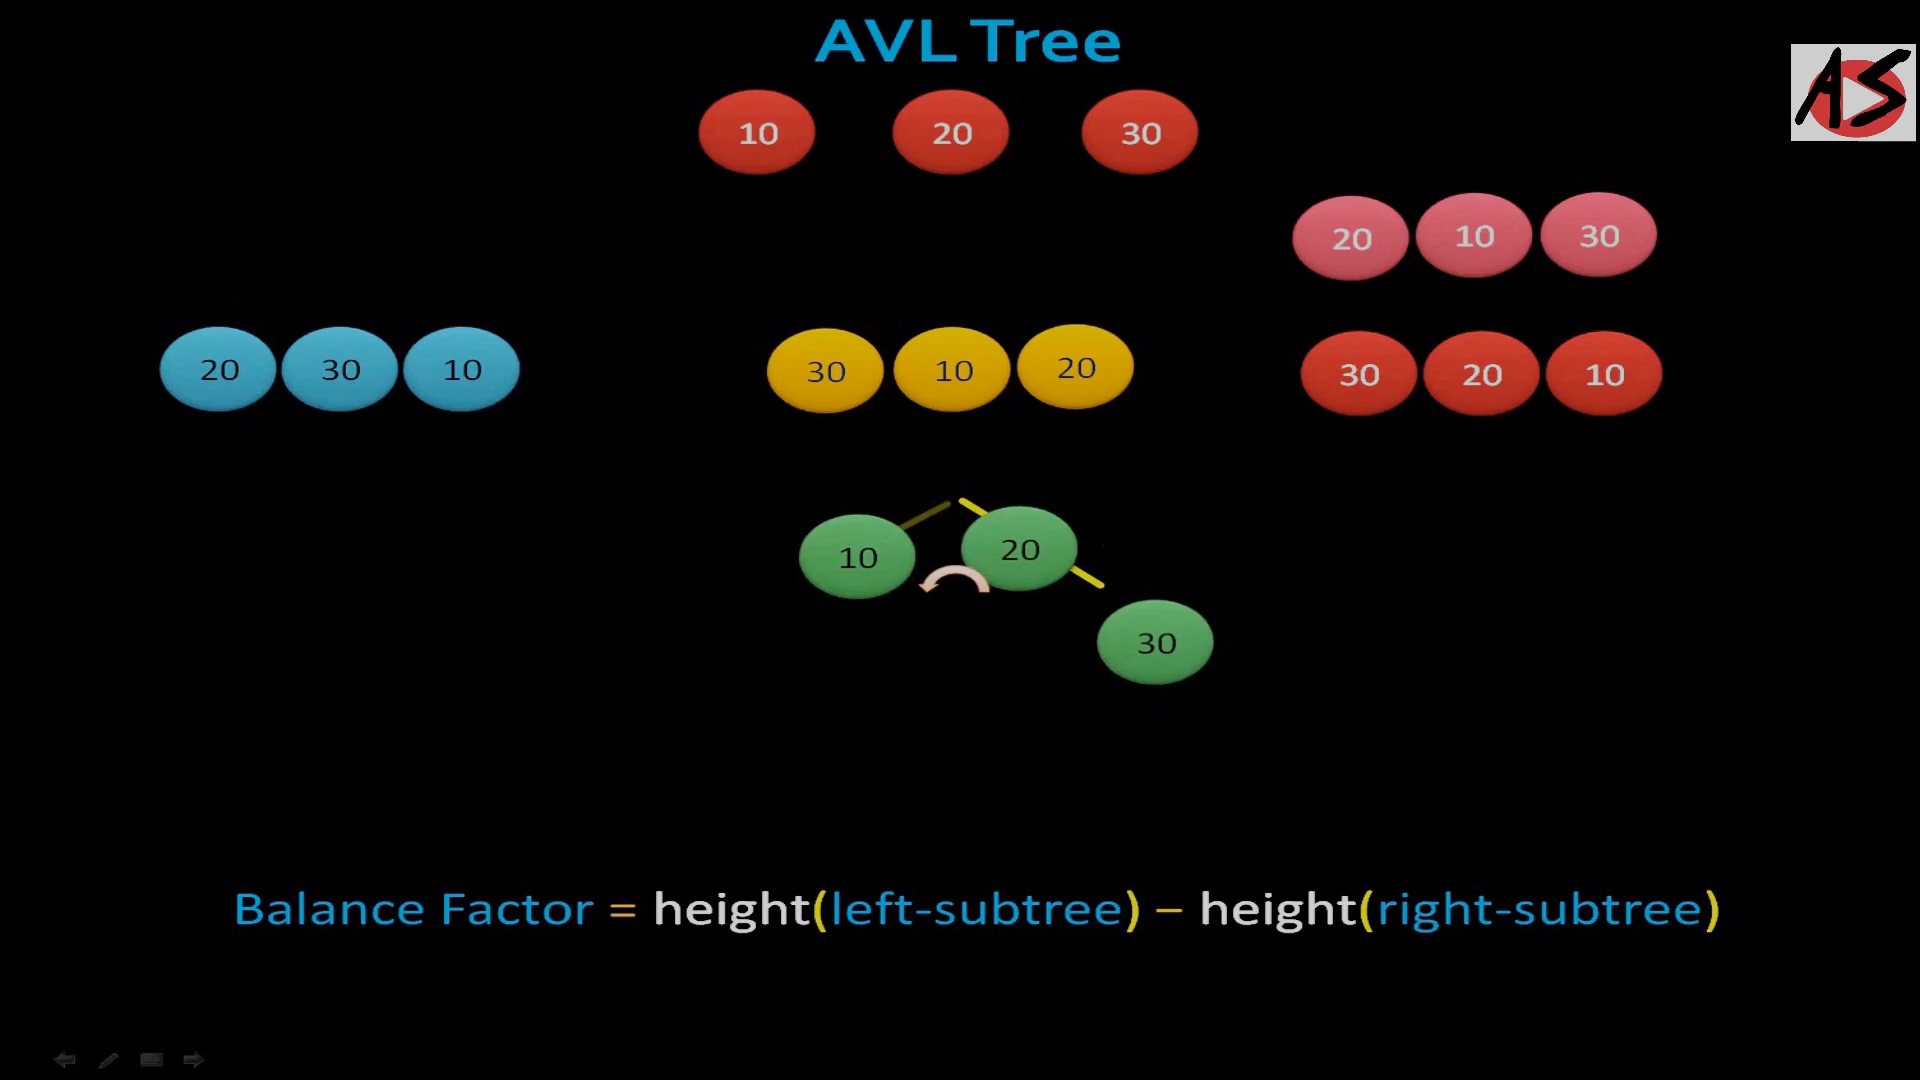 AVL Tree
AS
10 20 30
20 10 30
20 30 10
30 10 20
30 20 10
10 20
30
Balance Factor = height(left-subtree) – height(right-subtree)